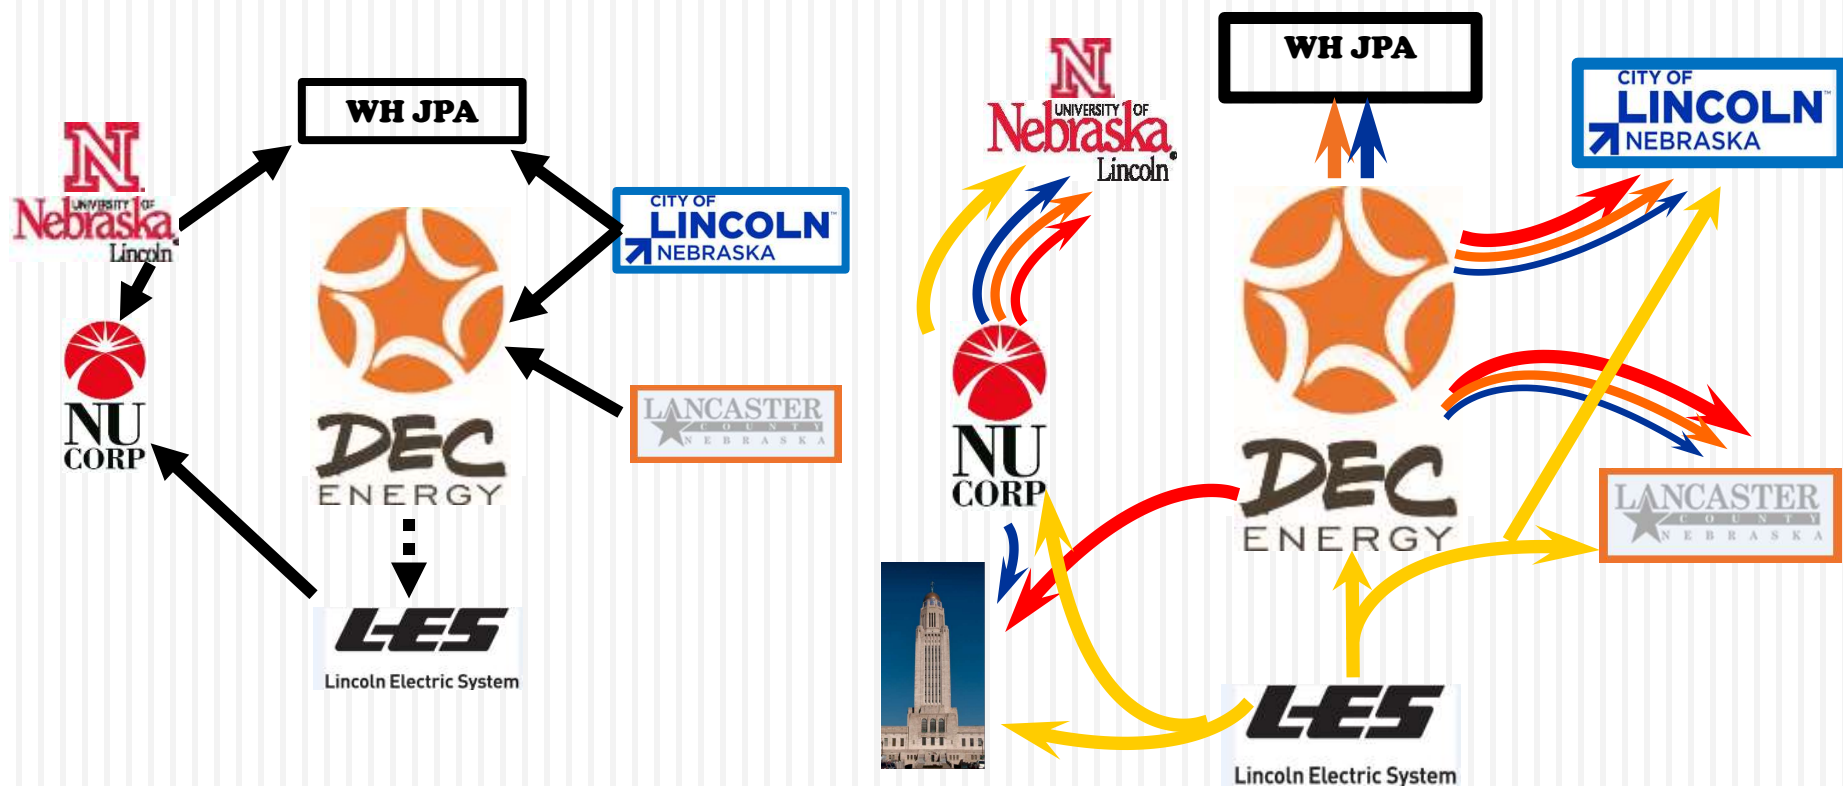 WH JPA
N
UNIVERSITY OF
Nebraska
Lincoln
CITY OF
LINCOLN™
NEBRASKA
NU
CORP
DEC
ENERGY
LANCASTER
COUNTY
NEBRASKA
LES
Lincoln Electric System
WH JPA
N
UNIVERSITY OF
Nebraska®
Lincoln
CITY OF
LINCOLN™
NEBRASKA
NU
CORP
DEC
ENERGY
LANCASTER
COUNTY
NEBRASKA
LES
Lincoln Electric System